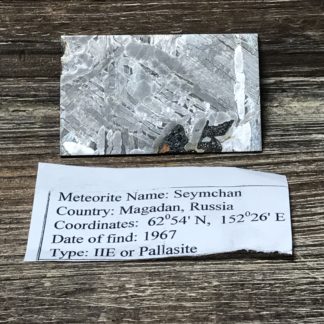 Meteorite Name: Seymchan
Country: Magadan, Russia
Coordinates: 62°54' N, 152°26' E
Date of find: 1967
Type: IIE or Pallasite